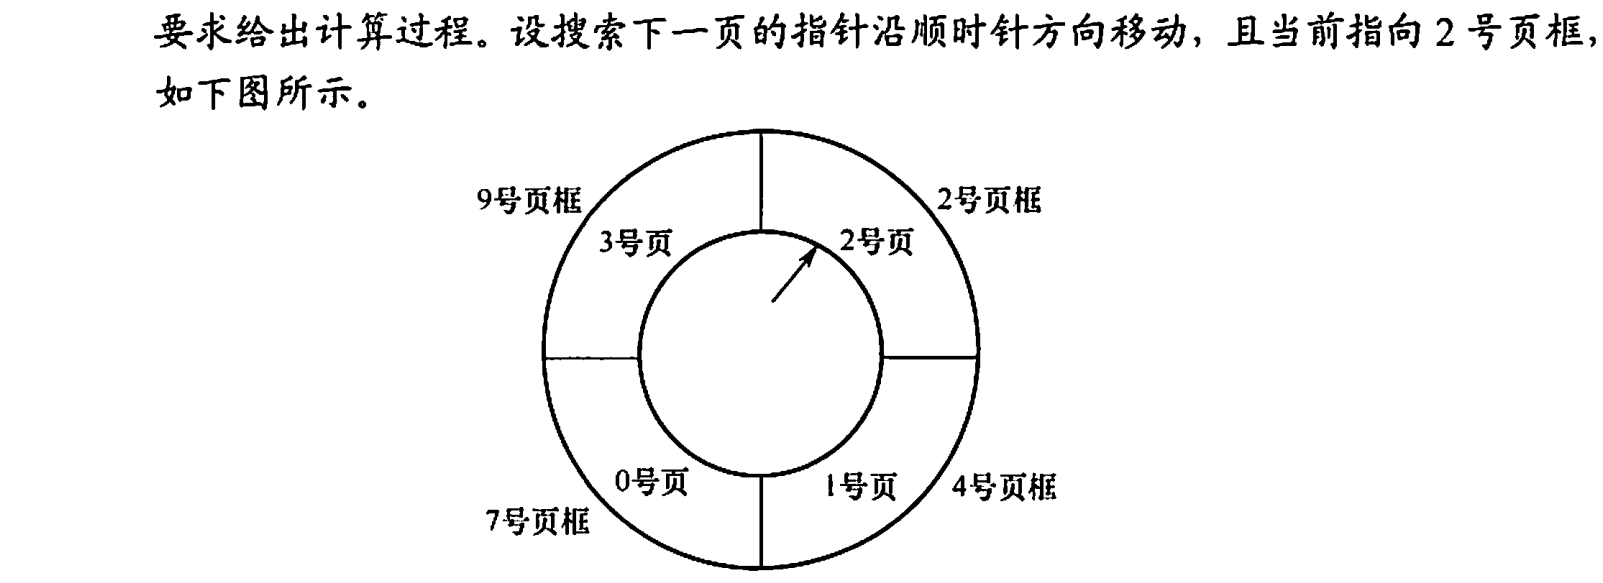 要求给出计算过程。设搜索下一页的指针沿顺时针方向移动，且当前指向 2 号页框，
如下图所示。
9号页框
2号页框
3号页
2号页
0号页
1号页
4号页框
7号页框